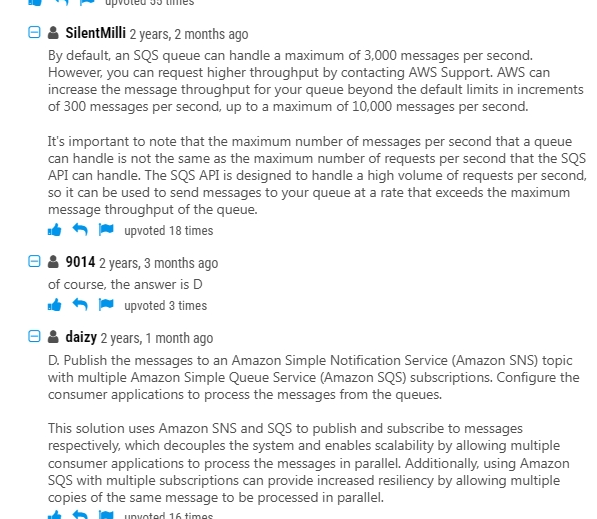 upvoted 55 times
SilentMilli 2 years, 2 months ago
By default, an SQS queue can handle a maximum of 3,000 messages per second.
However, you can request higher throughput by contacting AWS Support. AWS can
increase the message throughput for your queue beyond the default limits in increments
of 300 messages per second, up to a maximum of 10,000 messages per second.
It's important to note that the maximum number of messages per second that a queue
can handle is not the same as the maximum number of requests per second that the SQS
API can handle. The SQS API is designed to handle a high volume of requests per second,
so it can be used to send messages to your queue at a rate that exceeds the maximum
message throughput of the queue.
upvoted 18 times
9014 2 years, 3 months ago
of course, the answer is D
upvoted 3 times
daizy 2 years, 1 month ago
D. Publish the messages to an Amazon Simple Notification Service (Amazon SNS) topic
with multiple Amazon Simple Queue Service (Amazon SQS) subscriptions. Configure the
consumer applications to process the messages from the queues.
This solution uses Amazon SNS and SQS to publish and subscribe to messages
respectively, which decouples the system and enables scalability by allowing multiple
consumer applications to process the messages in parallel. Additionally, using Amazon
SQS with multiple subscriptions can provide increased resiliency by allowing multiple
copies of the same message to be processed in parallel.
upvoted 16 times